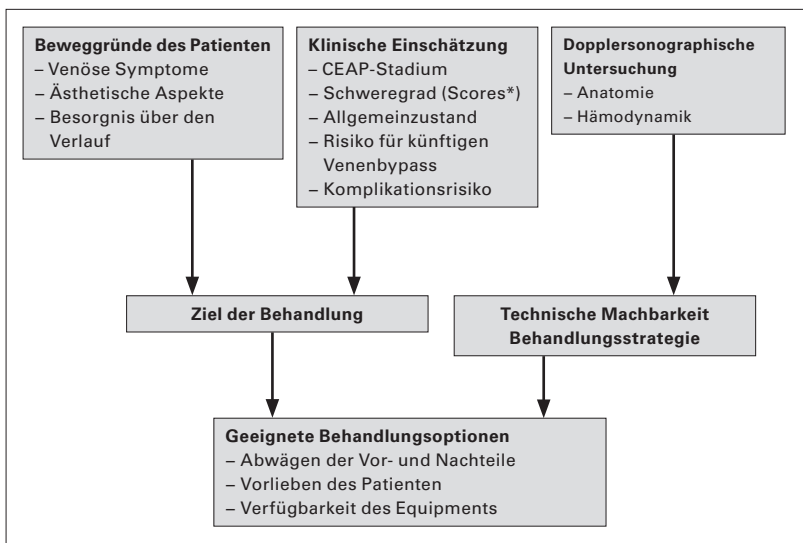 Beweggründe des Patienten
– Venöse Symptome
– Ästhetische Aspekte
– Besorgnis über den
Verlauf
Klinische Einschätzung
– CEAP-Stadium
– Schweregrad (Scores*)
– Allgemeinzustand
– Risiko für künftigen
Venenbypass
– Komplikationsrisiko
Dopplersonographische
Untersuchung
– Anatomie
– Hämodynamik
Ziel der Behandlung
Technische Machbarkeit
Behandlungsstrategie
Geeignete Behandlungsoptionen
– Abwägen der Vor- und Nachteile
– Vorlieben des Patienten
– Verfügbarkeit des Equipments